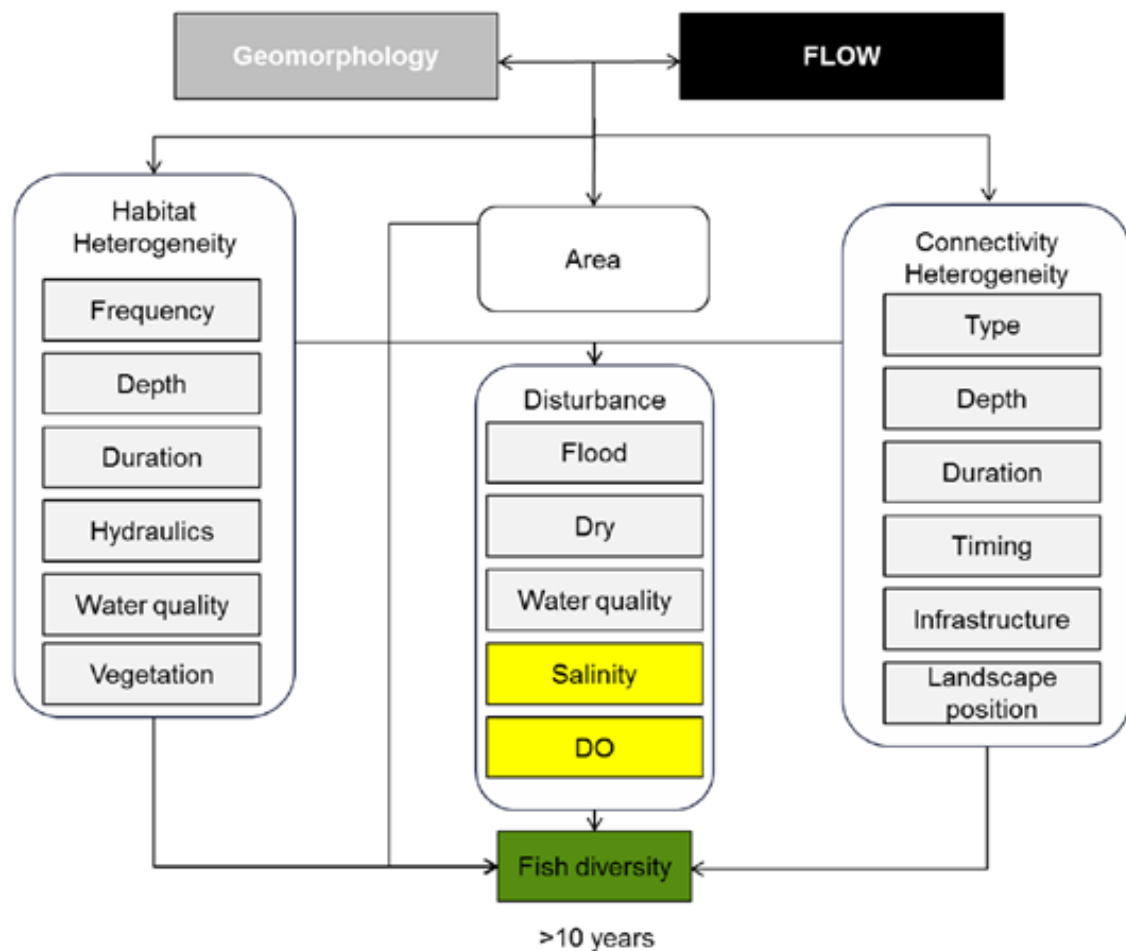 Geomorphology
FLOW
Habitat
Heterogeneity
Frequency
Depth
Duration
Hydraulics
Water quality
Vegetation
Area
Disturbance
Flood
Dry
Water quality
Salinity
DO
Connectivity
Heterogeneity
Type
Depth
Duration
Timing
Infrastructure
Landscape
position
Fish diversity
>10 years